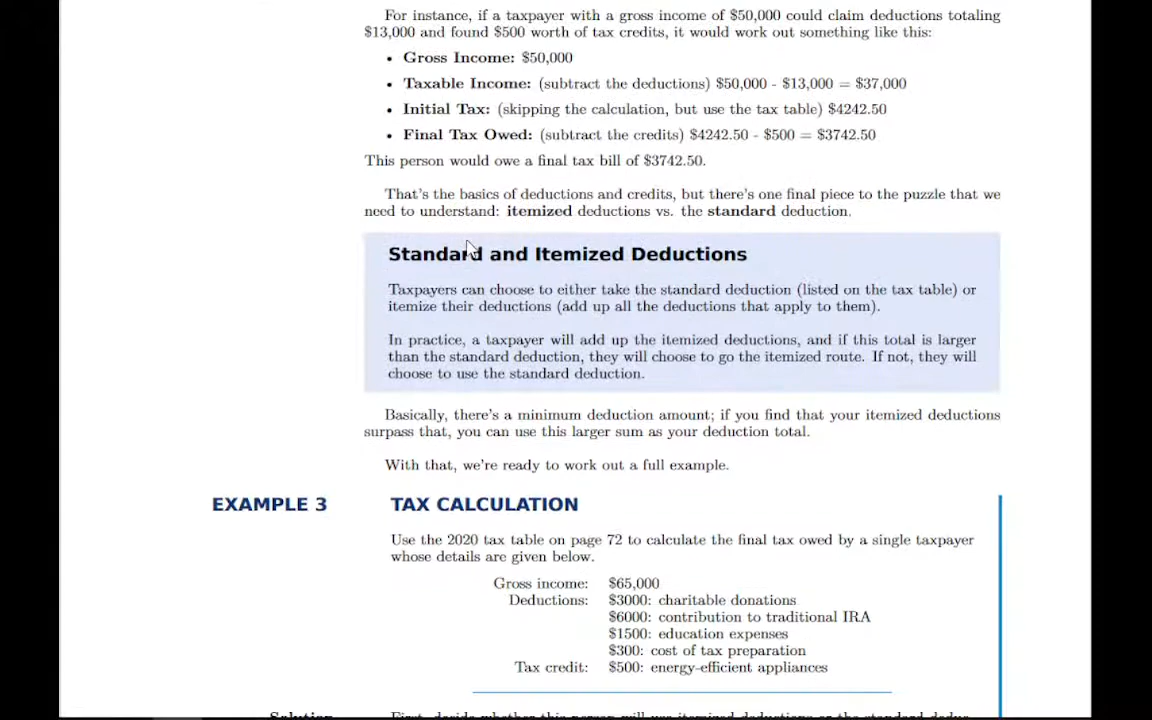 For instance, if a taxpayer with a gross income of $50,000 could claim deductions totaling
$13,000 and found $500 worth of tax credits, it would work out something like this:
• Gross Income: $50,000
• Taxable Income: (subtract the deductions) $50,000 - $13,000 = $37,000
• Initial Tax: (skipping the calculation, but use the tax table) $4242.50
• Final Tax Owed: (subtract the credits) $4242.50 - $500 = $3742.50
This person would owe a final tax bill of $3742.50.
That's the basics of deductions and credits, but there's one final piece to the puzzle that we
need to understand: itemized deductions vs. the standard deduction.
Standard and Itemized Deductions
Taxpayers can choose to either take the standard deduction (listed on the tax table) or
itemize their deductions (add up all the deductions that apply to them).
In practice, a taxpayer will add up the itemized deductions, and if this total is larger
than the standard deduction, they will choose to go the itemized route. If not, they will
choose to use the standard deduction.
Basically, there's a minimum deduction amount; if you find that your itemized deductions
surpass that, you can use this larger sum as your deduction total.
With that, we're ready to work out a full example.
EXAMPLE 3 TAX CALCULATION
Use the 2020 tax table on page 72 to calculate the final tax owed by a single taxpayer
whose details are given below.
Gross income: $65,000
Deductions: $3000: charitable donations
$6000: contribution to traditional IRA
$1500: education expenses
$300: cost of tax preparation
Tax credit: $500: energy-efficient appliances
Solution First, decide whether this person will use itemized deductions or the standard